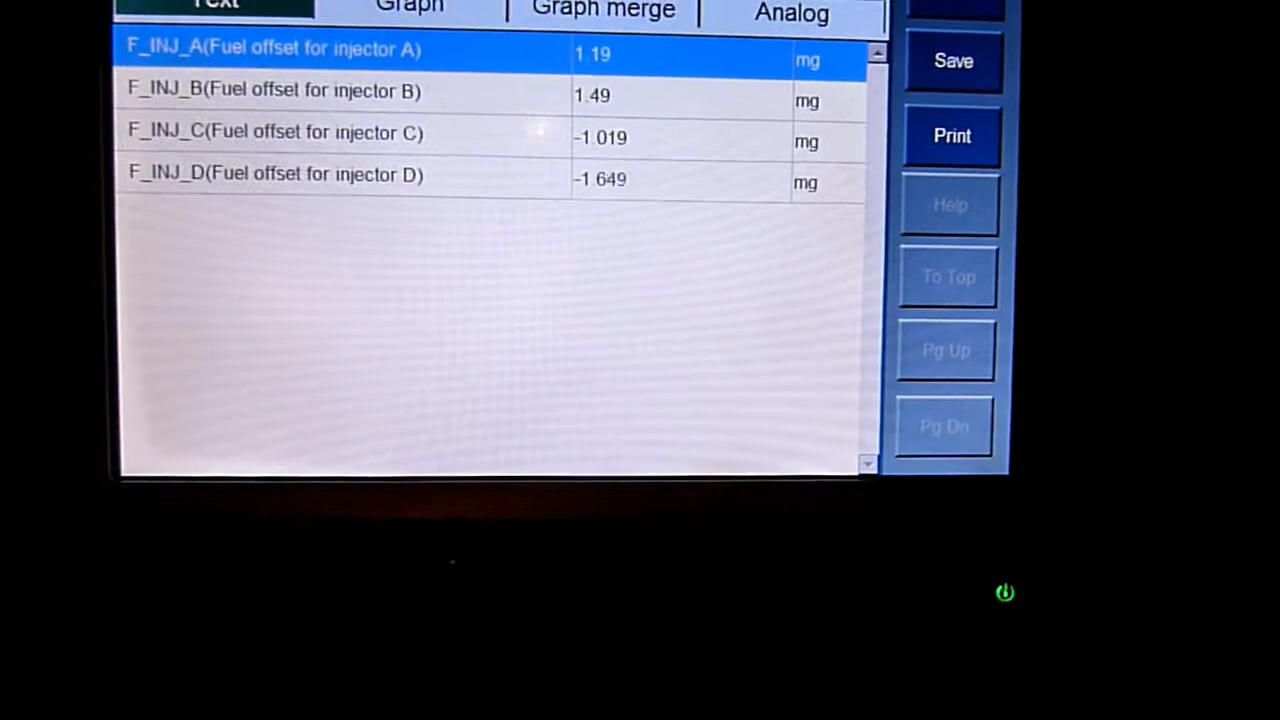 Text
Graph
Graph merge
Analog
F_INJ_A(Fuel offset for injector A) 1.19 mg
F_INJ_B(Fuel offset for injector B) 1.49 mg
F_INJ_C(Fuel offset for injector C) -1.019 mg
F_INJ_D(Fuel offset for injector D) -1.649 mg
Save
Print
Help
To Top
Pg Up
Pg Dn